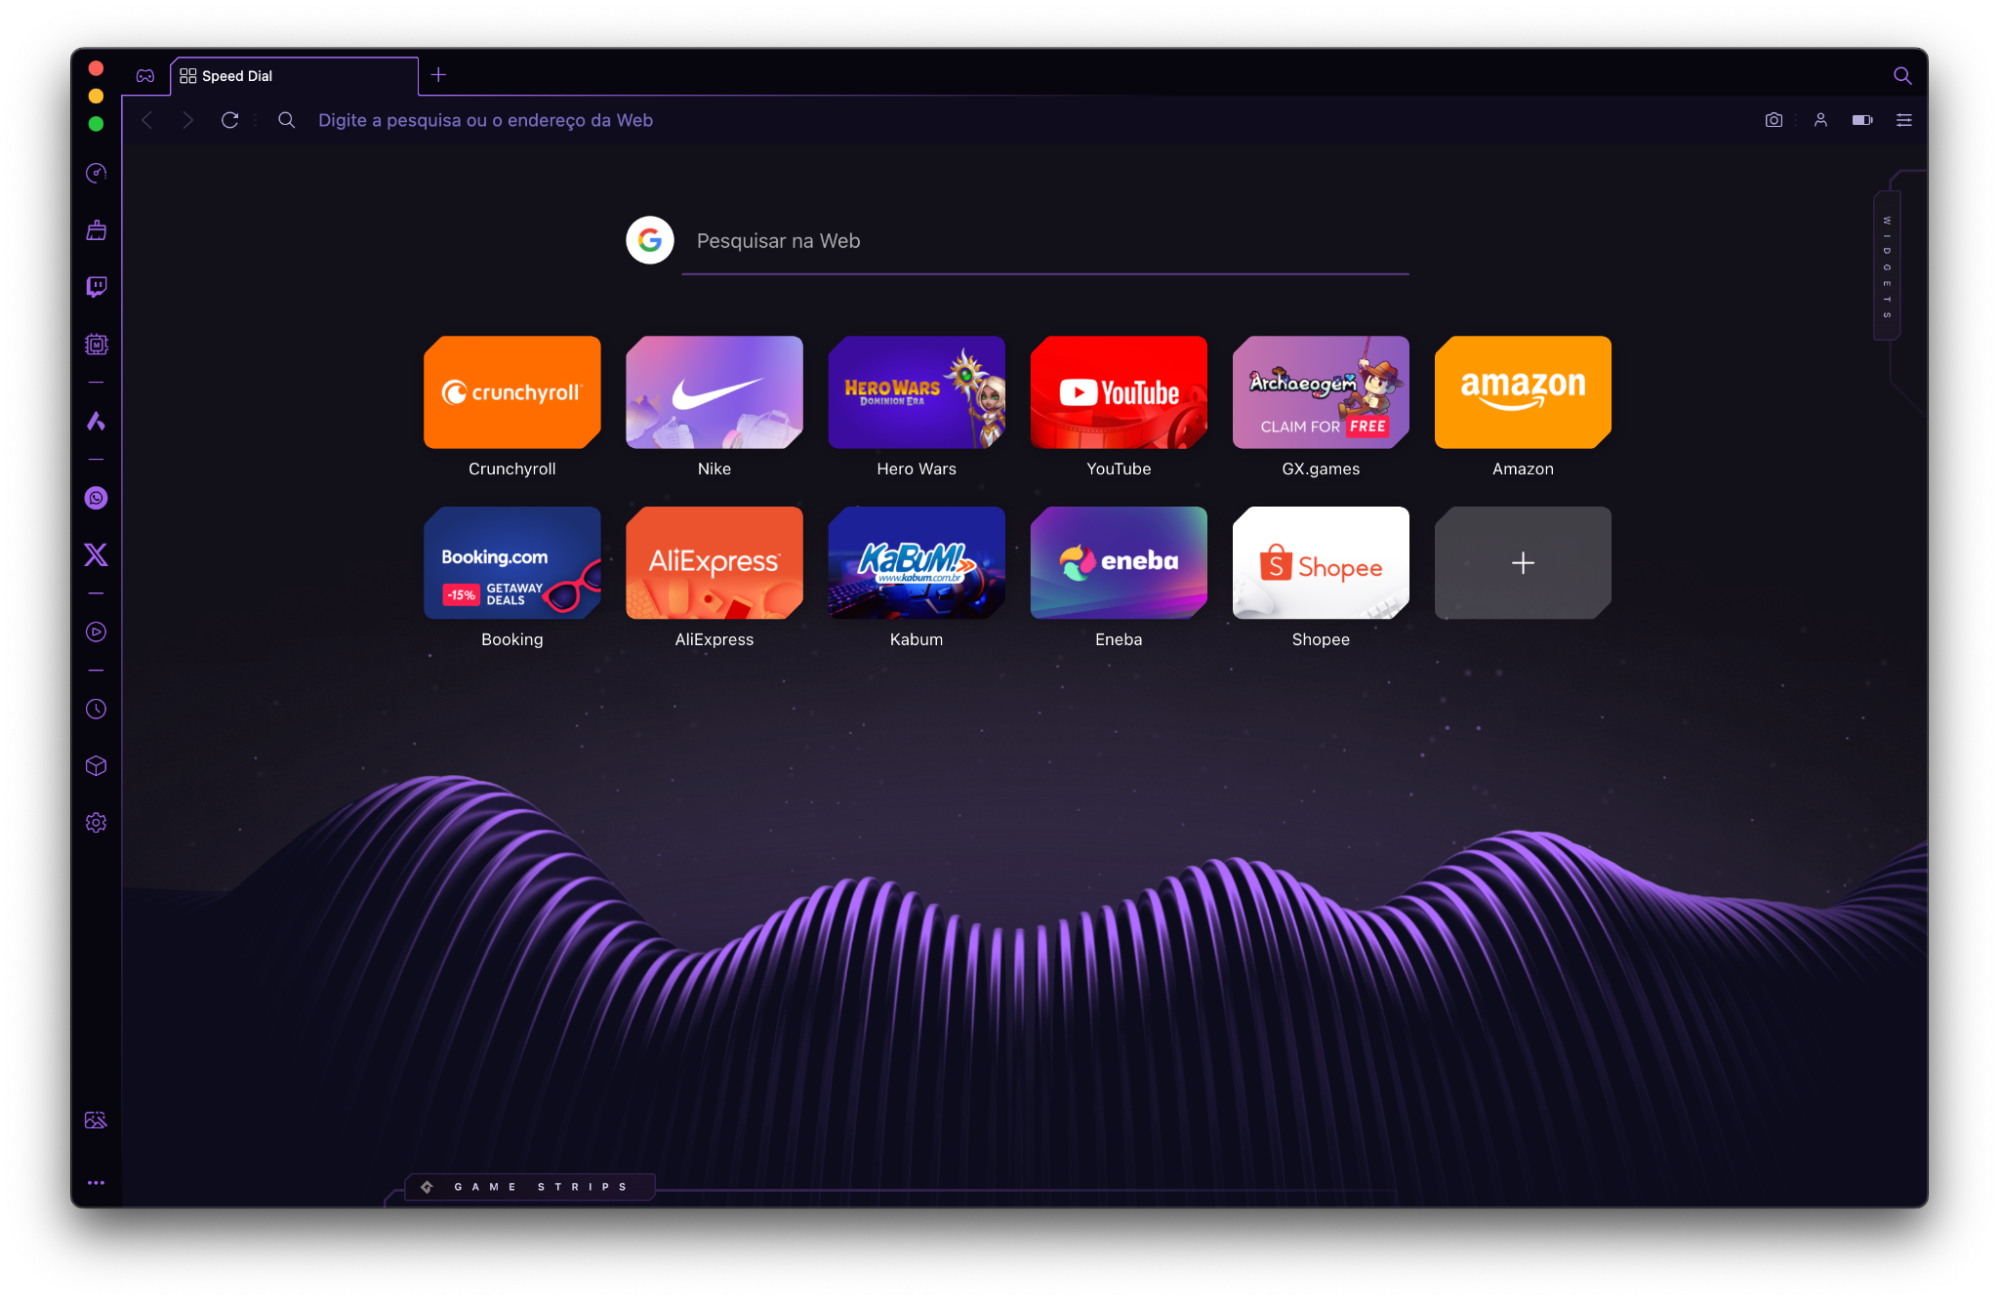 Speed Dial
Digite a pesquisa ou o endereço da Web
Pesquisar na Web
WIDGETS
crunchyroll
HERO WARS
DOMINION ERA
YouTube
Archaeogem
CLAIM FOR FREE
amazon
Crunchyroll
Nike
Hero Wars
YouTube
GX.games
Amazon
Booking.com
-15% GETAWAY
DEALS
AliExpress
KaBuM!
www.kabum.com.br
eneba
Shopee
Booking
AliExpress
Kabum
Eneba
Shopee
GAME STRIPS